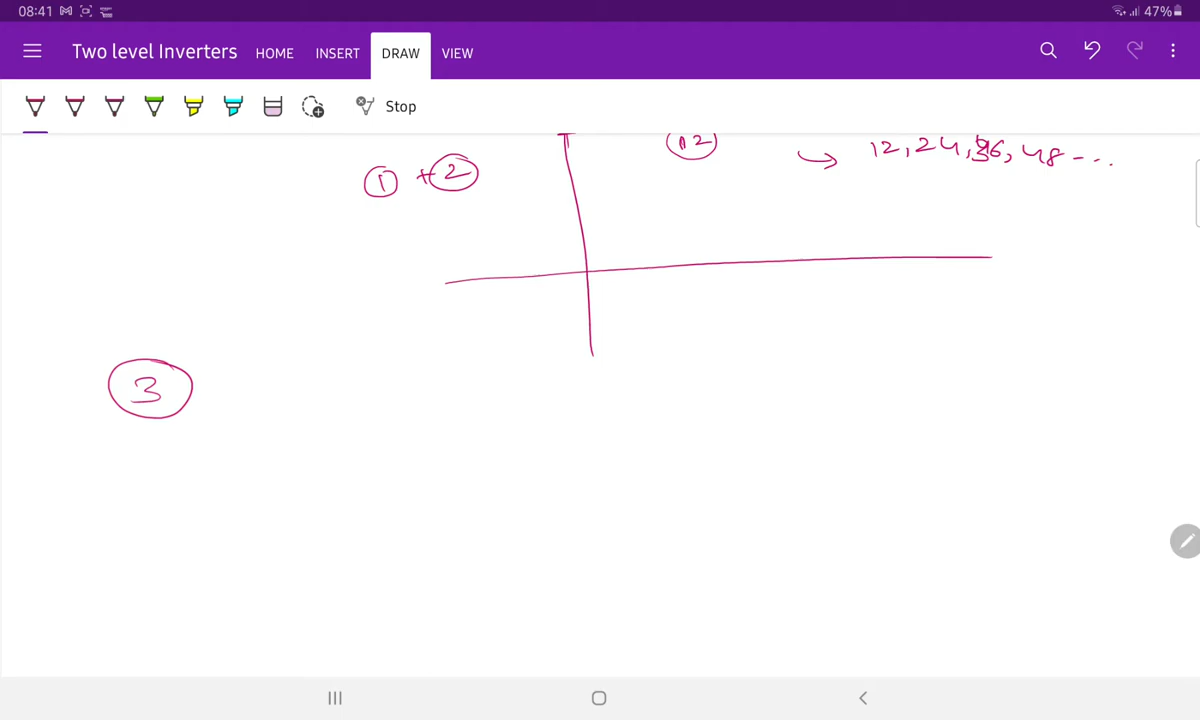 08:41 47%
Two level Inverters HOME INSERT DRAW VIEW
Stop
12 → 12, 24, 36, 48 - ...
1 + 2
3